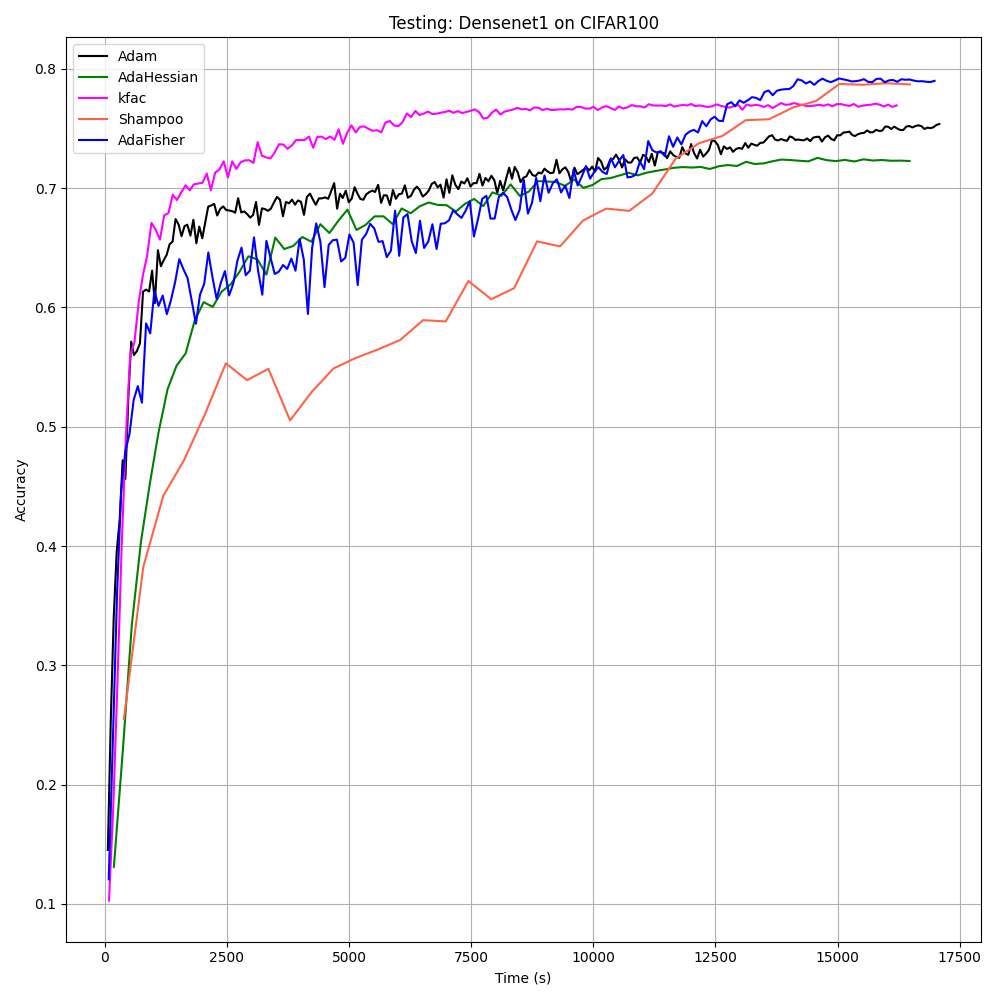 Testing: Densenet1 on CIFAR100
Adam
AdaHessian
kfac
Shampoo
AdaFisher
Accuracy
0.8
0.7
0.6
0.5
0.4
0.3
0.2
0.1
0
2500
5000
7500
10000
12500
15000
17500
Time (s)